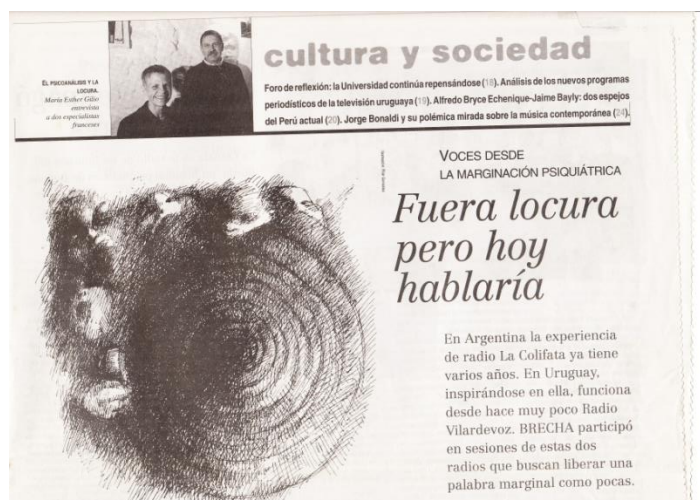 cultura y sociedad
EL PSICOANÁLISIS Y LA
LOCURA.
María Esther Gilio
entrevista
a dos especialistas
franceses
Foro de reflexión: la Universidad continúa repensándose (18). Análisis de los nuevos programas
periodísticos de la televisión uruguaya (19). Alfredo Bryce Echenique-Jaime Bayly: dos espejos
del Perú actual (20). Jorge Bonaldi y su polémica mirada sobre la música contemporánea (24).
VOCES DESDE
LA MARGINACIÓN PSIQUIÁTRICA
Fuera locura
pero hoy
hablaría
En Argentina la experiencia
de radio La Colifata ya tiene
varios años. En Uruguay,
inspirándose en ella, funciona
desde hace muy poco Radio
Vilardevoz. BRECHA participó
en sesiones de estas dos
radios que buscan liberar una
palabra marginal como pocas.